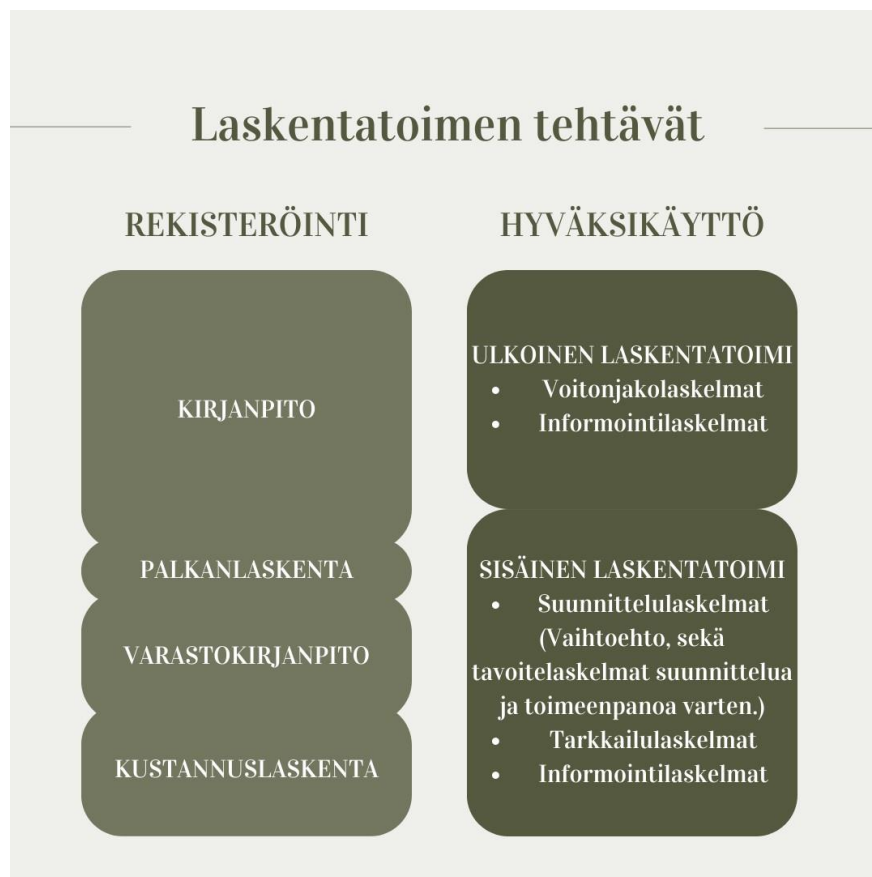 Laskentatoimen tehtävät
REKISTERÖINTI
KIRJANPITO
PALKANLASKENTA
VARASTOKIRJANPITO
KUSTANNUSLASKENTA
HYVÄKSIKÄYTTÖ
ULKOINEN LASKENTATOIMI
• Voitonjakolaskelmat
• Informointilaskelmat
SISÄINEN LASKENTATOIMI
• Suunnittelulaskelmat
(Vaihtoehto, sekä
tavoitelaskelmat suunnittelua
ja toimeenpanoa varten.)
• Tarkkailulaskelmat
• Informointilaskelmat